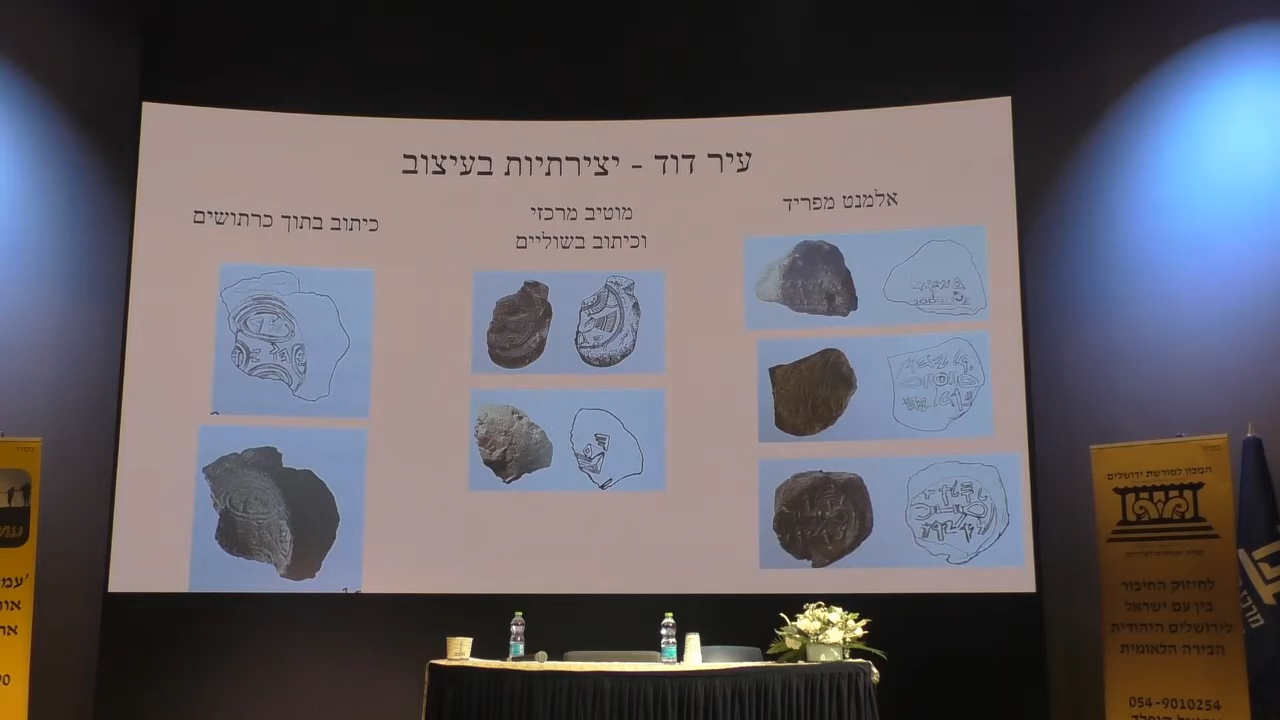 עיר דוד - יצירתיות בעיצוב
אלמנט מפריד
מוטיב מרכזי
וכיתוב בשוליים
כיתוב בתוך כרתושים
המכון למורשת ירושלים
לחיזוק החיבור
בין עם ישראל
לירושלים היהודית
הבירה הלאומית
054-9010254